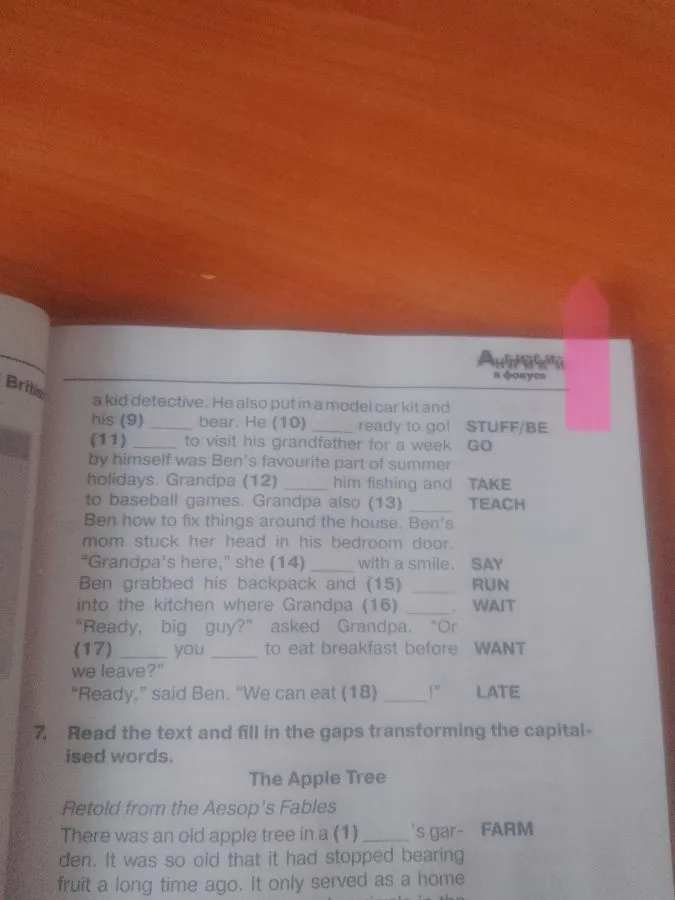 Britis
Английский
в фокусе
a kid detective. He also put in a model car kit and
his (9) _____ bear. He (10) _____ ready to go! STUFF/BE
(11) _____ to visit his grandfather for a week GO
by himself was Ben's favourite part of summer
holidays. Grandpa (12) _____ him fishing and TAKE
to baseball games. Grandpa also (13) _____ TEACH
Ben how to fix things around the house. Ben's
mom stuck her head in his bedroom door.
“Grandpa's here,” she (14) _____ with a smile. SAY
Ben grabbed his backpack and (15) _____ RUN
into the kitchen where Grandpa (16) _____. WAIT
“Ready, big guy?” asked Grandpa. “Or
(17) _____ you _____ to eat breakfast before WANT
we leave?”
“Ready,” said Ben. “We can eat (18) _____!” LATE
7. Read the text and fill in the gaps transforming the capital-
ised words.
The Apple Tree
Retold from the Aesop's Fables
There was an old apple tree in a (1) _____'s gar- FARM
den. It was so old that it had stopped bearing
fruit a long time ago. It only served as a home
in the